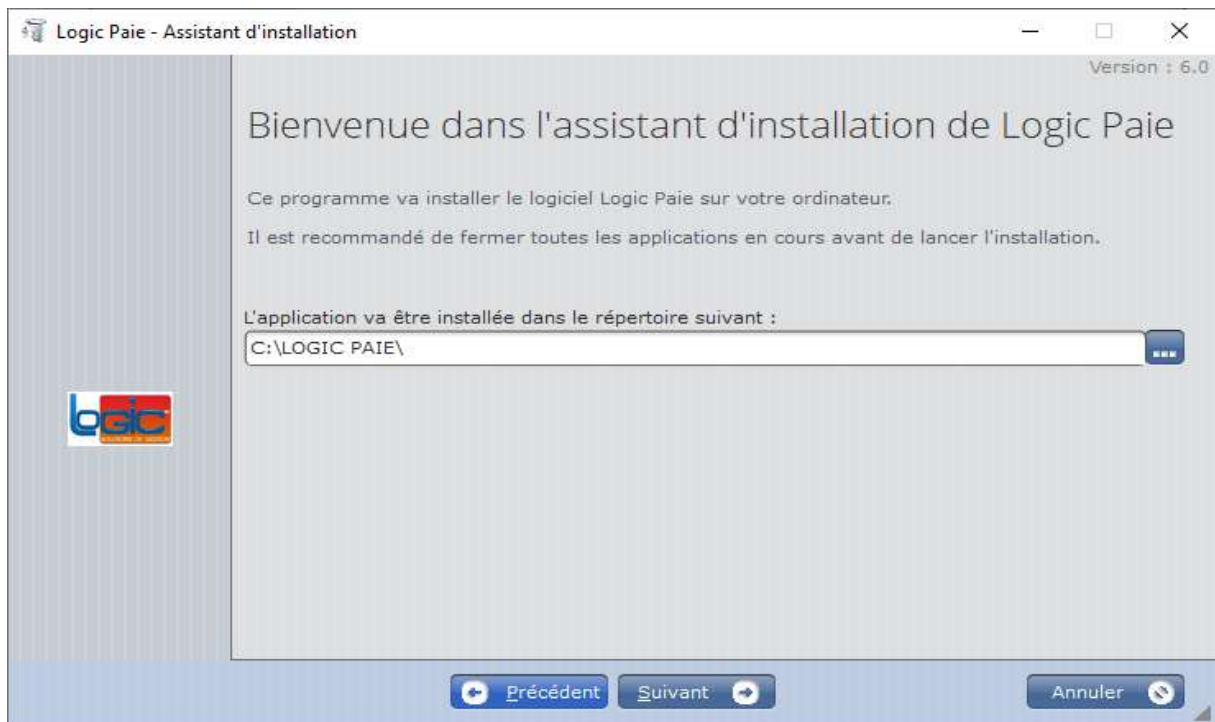 Logic Paie - Assistant d'installation
Version : 6.0
Bienvenue dans l'assistant d'installation de Logic Paie
Ce programme va installer le logiciel Logic Paie sur votre ordinateur.
Il est recommandé de fermer toutes les applications en cours avant de lancer l'installation.
L'application va être installée dans le répertoire suivant :
C:\LOGIC PAIE\
...
logic
Précédent
Suivant
Annuler